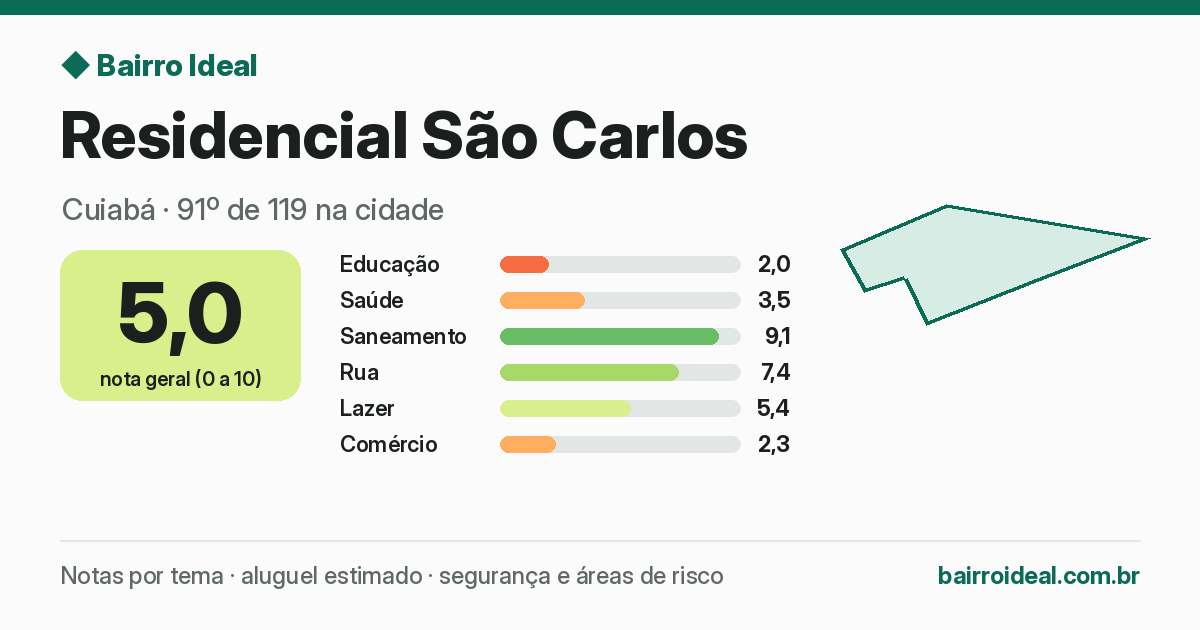 Bairro Ideal
Residencial São Carlos
Cuiabá · 91º de 119 na cidade
5,0
nota geral (0 a 10)
Educação 2,0
Saúde 3,5
Saneamento 9,1
Rua 7,4
Lazer 5,4
Comércio 2,3
Notas por tema · aluguel estimado · segurança e áreas de risco
bairroideal.com.br